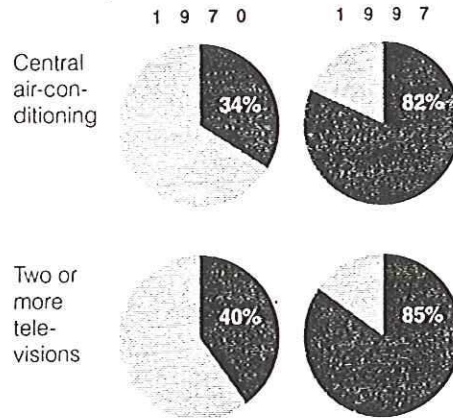 1 9 7 0
1 9 9 7
Central
air-con-
ditioning
34%
82%
Two or
more
tele-
visions
40%
85%